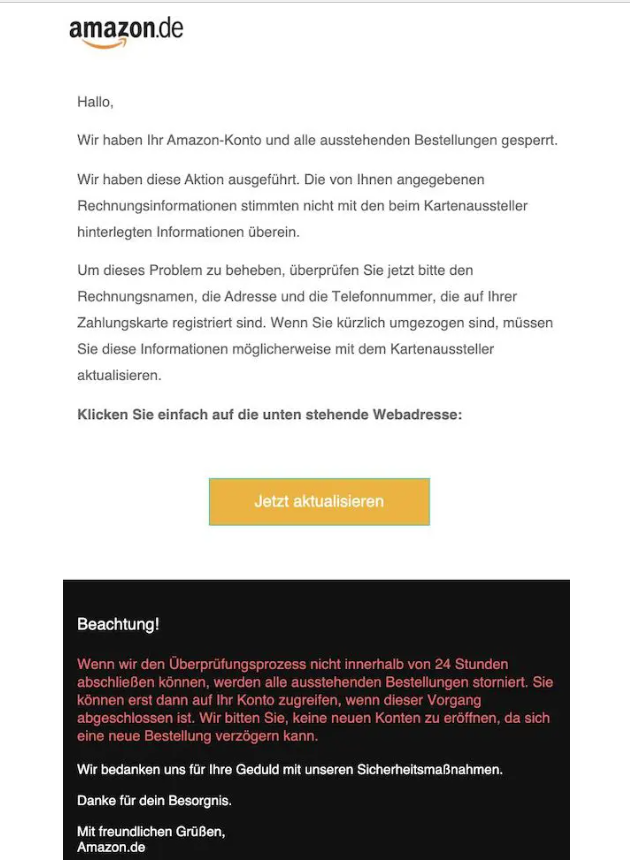 amazon.de
Hallo,
Wir haben Ihr Amazon-Konto und alle ausstehenden Bestellungen gesperrt.
Wir haben diese Aktion ausgeführt. Die von Ihnen angegebenen
Rechnungsinformationen stimmten nicht mit den beim Kartenaussteller
hinterlegten Informationen überein.
Um dieses Problem zu beheben, überprüfen Sie jetzt bitte den
Rechnungsnamen, die Adresse und die Telefonnummer, die auf Ihrer
Zahlungskarte registriert sind. Wenn Sie kürzlich umgezogen sind, müssen
Sie diese Informationen möglicherweise mit dem Kartenaussteller
aktualisieren.
Klicken Sie einfach auf die unten stehende Webadresse:
Jetzt aktualisieren
Beachtung!
Wenn wir den Überprüfungsprozess nicht innerhalb von 24 Stunden
abschließen können, werden alle ausstehenden Bestellungen storniert. Sie
können erst dann auf Ihr Konto zugreifen, wenn dieser Vorgang
abgeschlossen ist. Wir bitten Sie, keine neuen Konten zu eröffnen, da sich
eine neue Bestellung verzögern kann.
Wir bedanken uns für Ihre Geduld mit unseren Sicherheitsmaßnahmen.
Danke für dein Besorgnis.
Mit freundlichen Grüßen,
Amazon.de